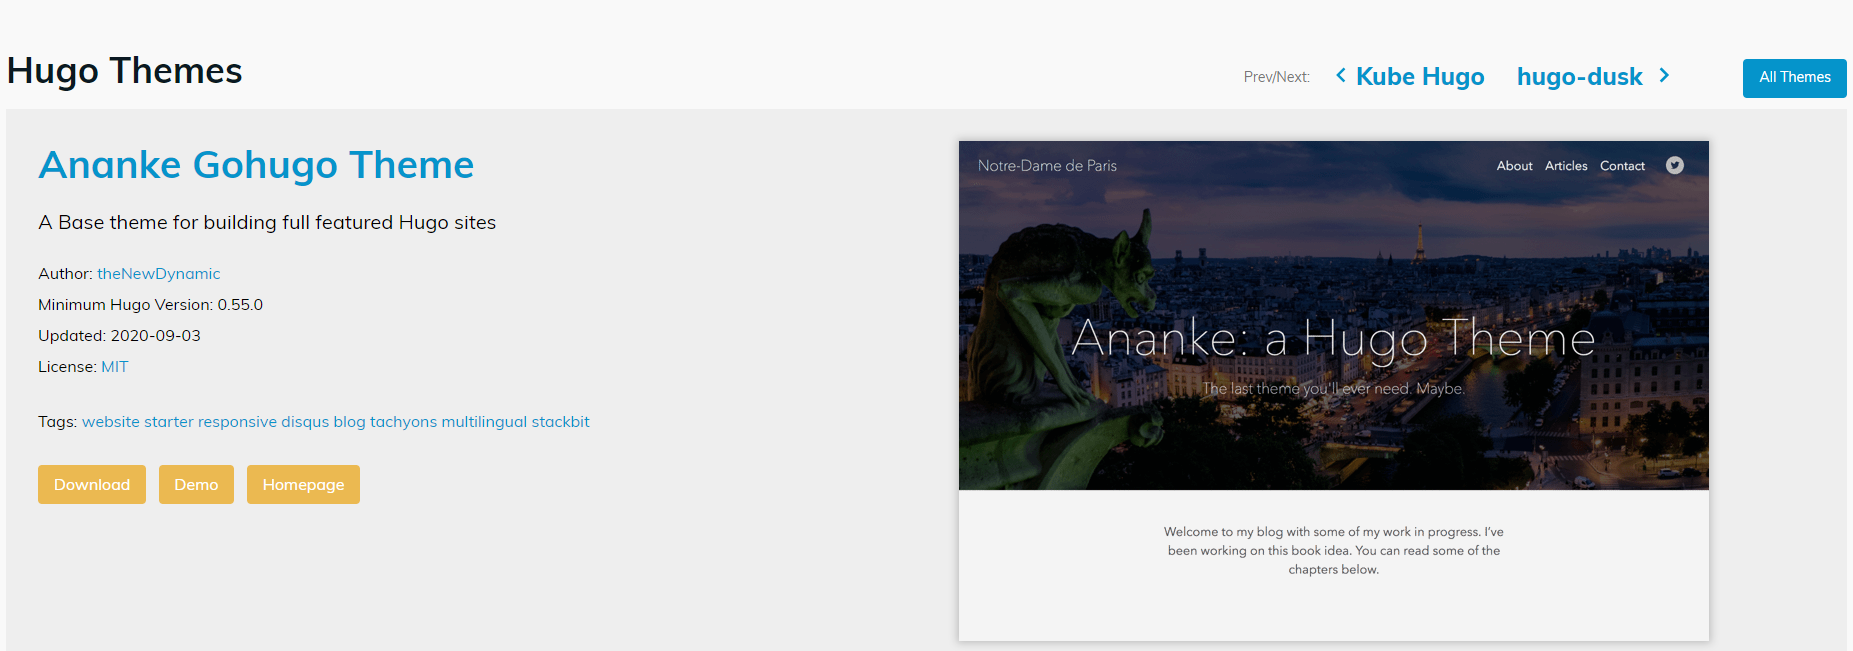 Hugo Themes
Prev/Next: Kube Hugo hugo-dusk All Themes
Ananke Gohugo Theme
A Base theme for building full featured Hugo sites
Author: theNewDynamic
Minimum Hugo Version: 0.55.0
Updated: 2020-09-03
License: MIT
Tags: website starter responsive disqus blog tachyons multilingual stackbit
Download Demo Homepage
Notre-Dame de Paris About Articles Contact
Ananke: a Hugo Theme
The last theme you'll ever need. Maybe.
Welcome to my blog with some of my work in progress. I've
been working on this book idea. You can read some of the
chapters below.